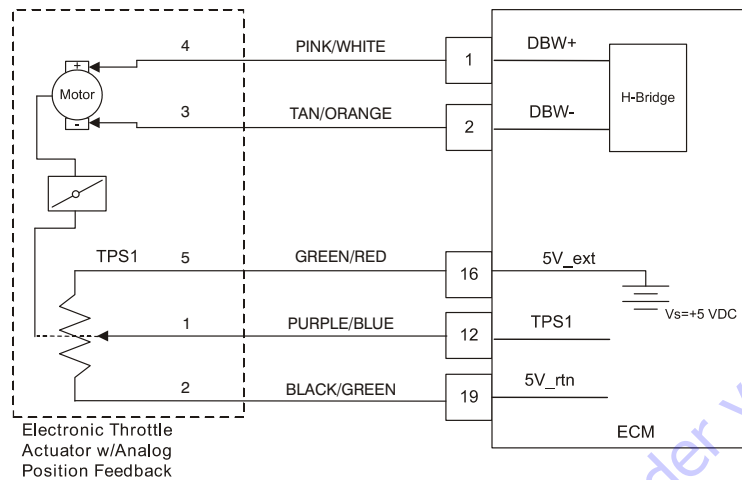 4 PINK/WHITE 1 DBW+
+
Motor
-
H-Bridge
3 TAN/ORANGE 2 DBW-
TPS1 5 GREEN/RED 16 5V_ext
Vs=+5 VDC
1 PURPLE/BLUE 12 TPS1
2 BLACK/GREEN 19 5V_rtn
ECM
Electronic Throttle
Actuator w/Analog
Position Feedback